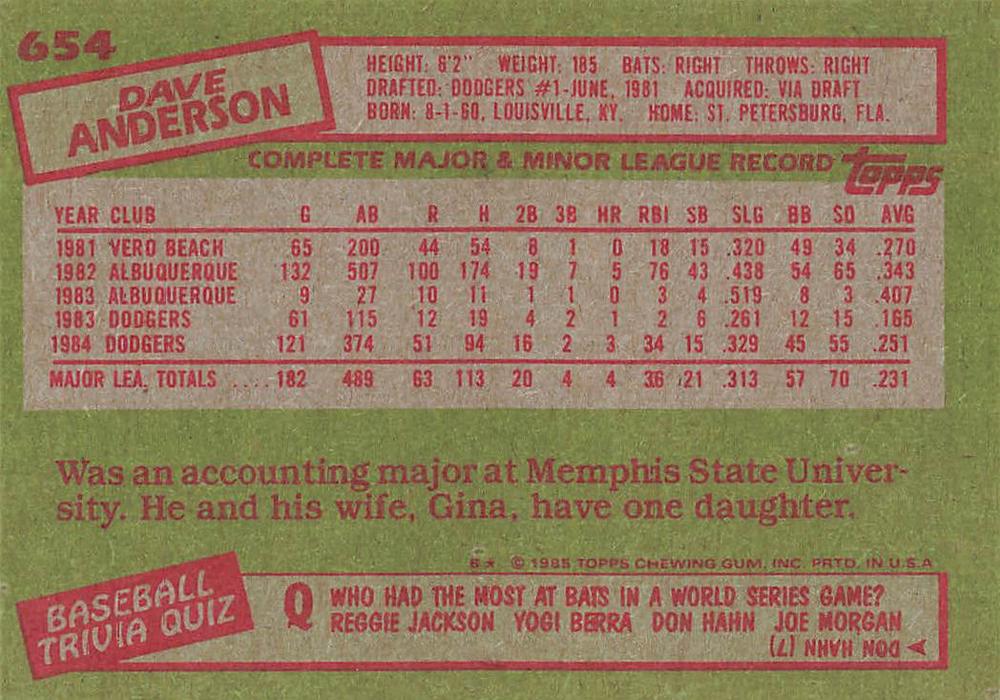 654
DAVE
ANDERSON
HEIGHT: 6'2" WEIGHT: 185 BATS: RIGHT THROWS: RIGHT
DRAFTED: DODGERS #1-JUNE, 1981 ACQUIRED: VIA DRAFT
BORN: 8-1-60, LOUISVILLE, KY. HOME: ST. PETERSBURG, FLA.
COMPLETE MAJOR & MINOR LEAGUE RECORD Topps
YEAR CLUB G AB R H 2B 3B HR RBI SB SLG BB SO AVG
1981 VERO BEACH 65 200 44 54 8 1 0 18 15 .320 49 34 .270
1982 ALBUQUERQUE 132 507 100 174 19 7 5 76 43 .438 54 65 .343
1983 ALBUQUERQUE 9 27 10 11 1 1 0 3 4 .519 8 3 .407
1983 DODGERS 61 115 12 19 4 2 1 2 6 .261 12 15 .165
1984 DODGERS 121 374 51 94 16 2 3 34 15 .329 45 55 .251
MAJOR LEA. TOTALS .... 182 489 63 113 20 4 4 36 21 .313 57 70 .231
Was an accounting major at Memphis State Univer-
sity. He and his wife, Gina, have one daughter.
6* © 1985 TOPPS CHEWING GUM, INC. PRTD. IN U.S.A
BASEBALL
TRIVIA QUIZ
Q WHO HAD THE MOST AT BATS IN A WORLD SERIES GAME?
REGGIE JACKSON YOGI BERRA DON HAHN JOE MORGAN
➤ DON HAHN (7)